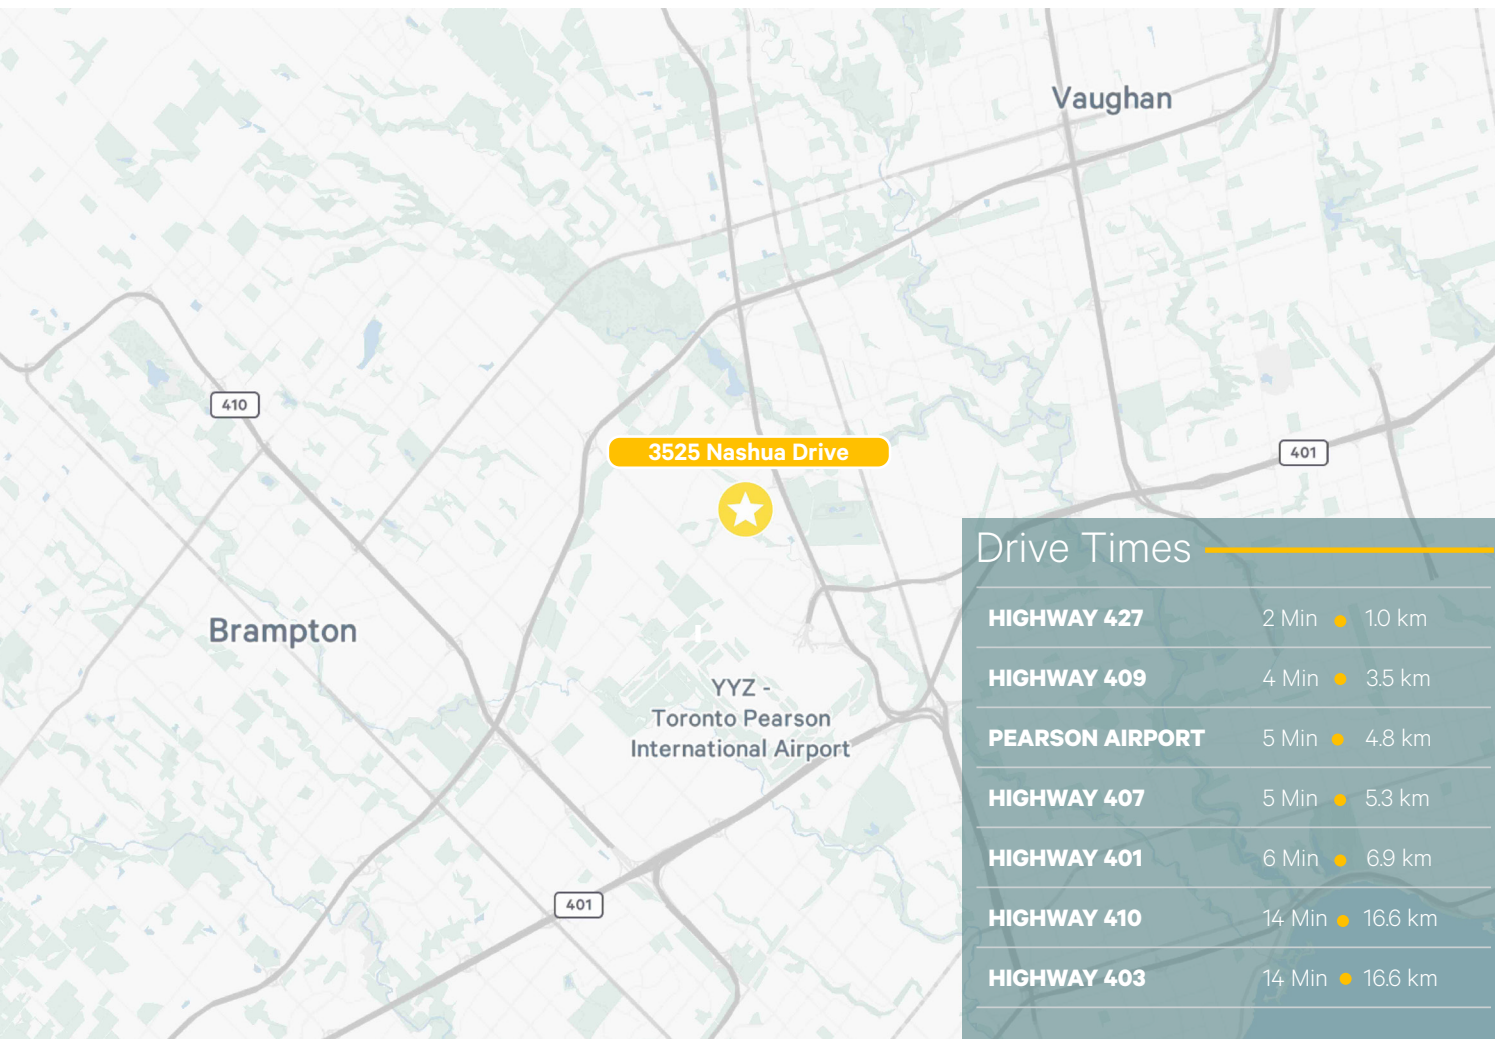 Vaughan
410
3525 Nashua Drive
401
Brampton
YYZ -
Toronto Pearson
International Airport
401
Drive Times
HIGHWAY 427 2 Min ● 1.0 km
HIGHWAY 409 4 Min ● 3.5 km
PEARSON AIRPORT 5 Min ● 4.8 km
HIGHWAY 407 5 Min ● 5.3 km
HIGHWAY 401 6 Min ● 6.9 km
HIGHWAY 410 14 Min ● 16.6 km
HIGHWAY 403 14 Min ● 16.6 km